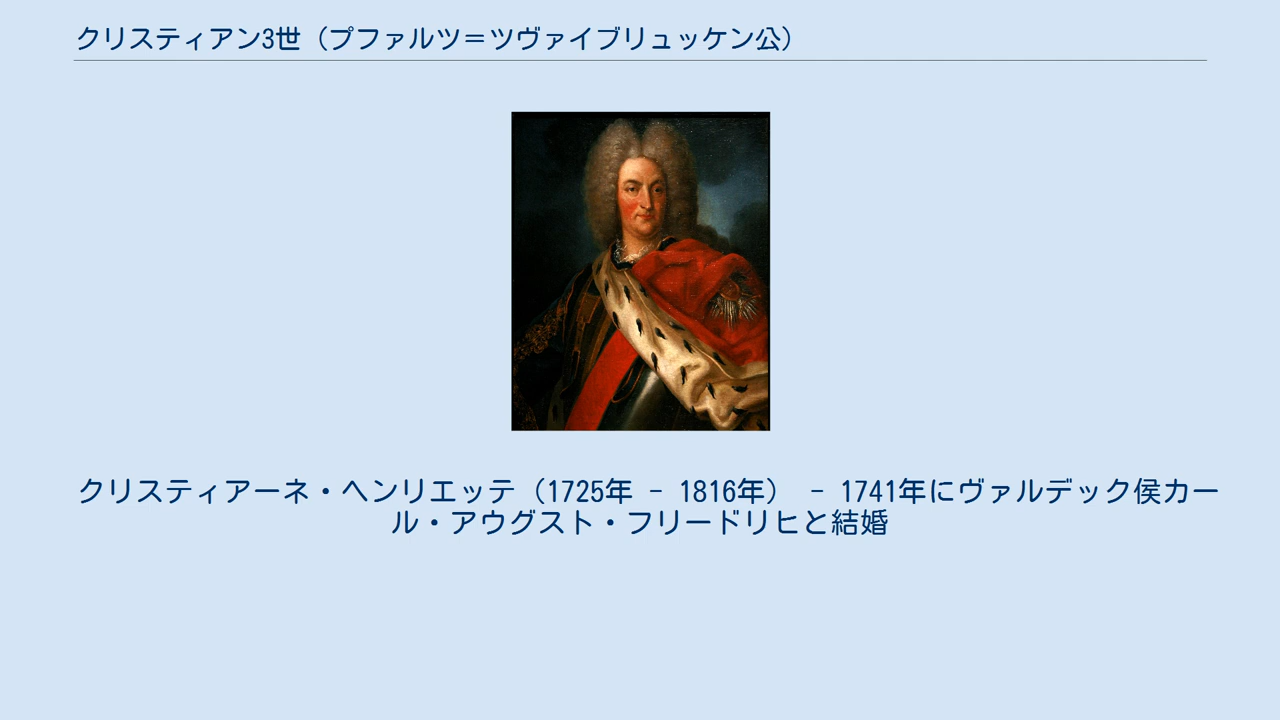 クリスティアン3世（プファルツ＝ツヴァイブリュッケン公）
クリスティアーネ・ヘンリエッテ（1725年 - 1816年） - 1741年にヴァルデック侯カー
ル・アウグスト・フリードリヒと結婚